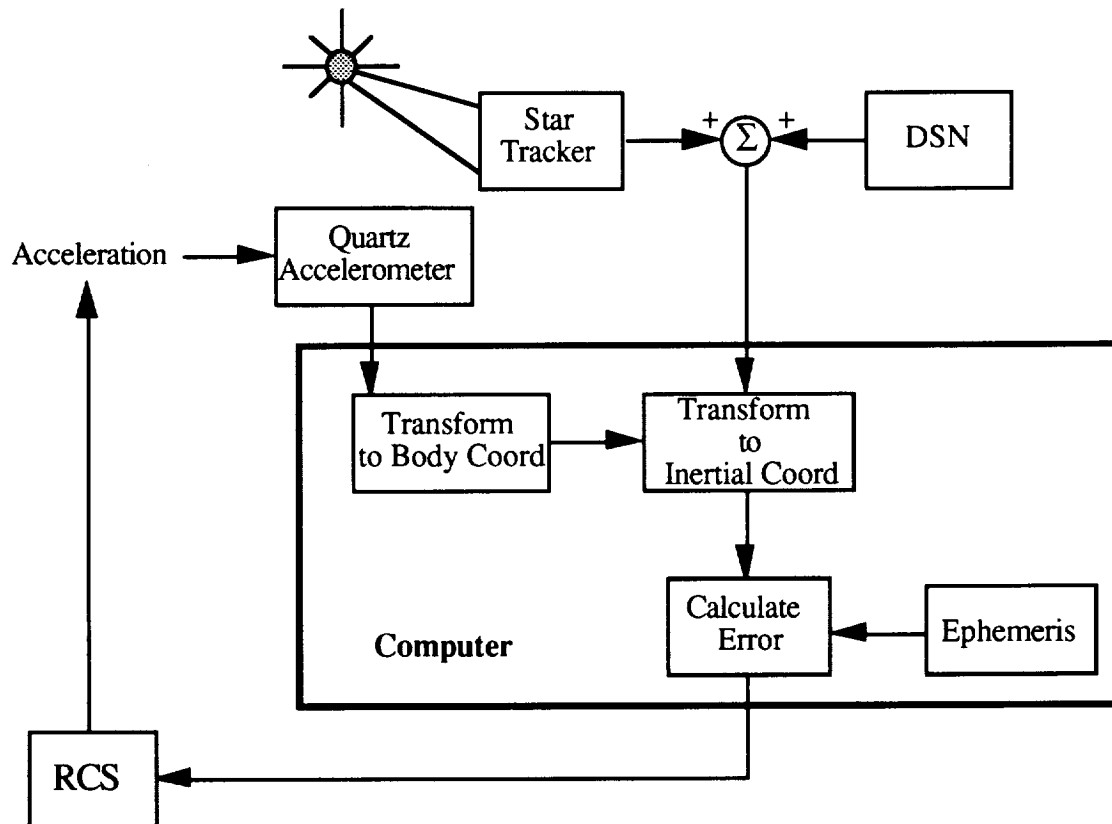 Star
Tracker
+
Σ
+
DSN
Acceleration
Quartz
Accelerometer
Transform
to Body Coord
Transform
to
Inertial Coord
Calculate
Error
Ephemeris
Computer
RCS